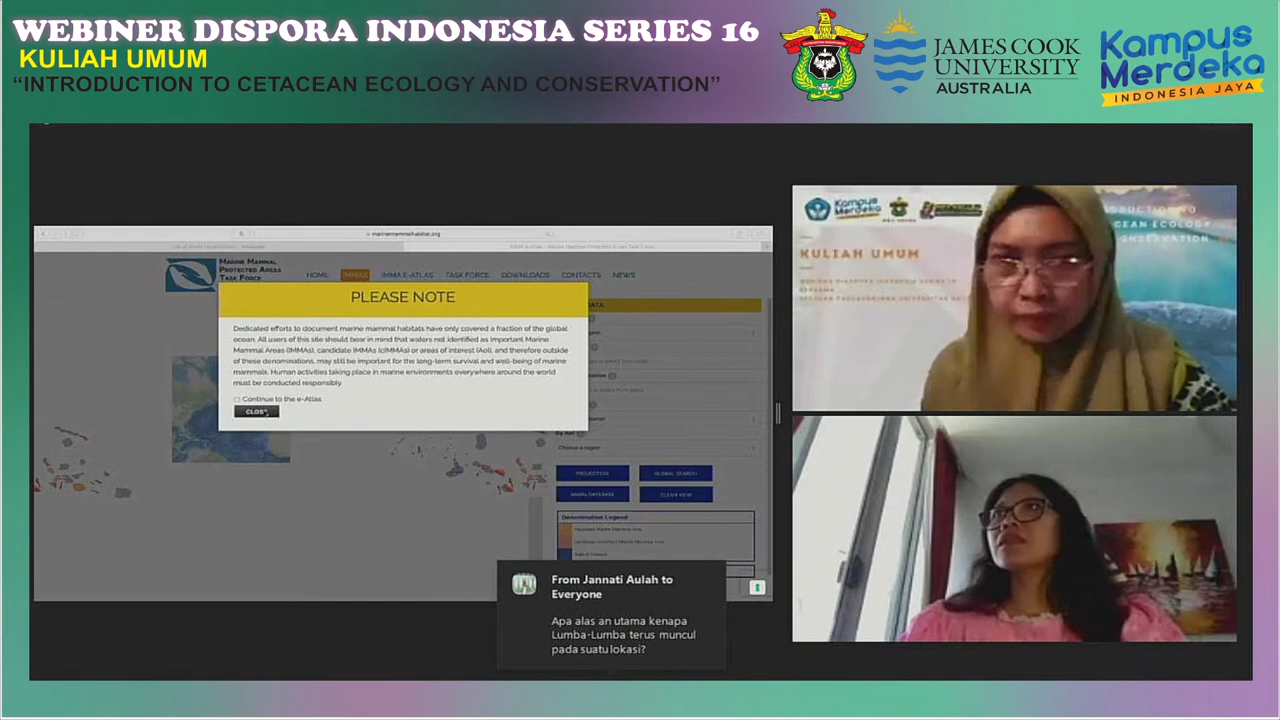 WEBINER DISPORA INDONESIA SERIES 16
KULIAH UMUM
“INTRODUCTION TO CETACEAN ECOLOGY AND CONSERVATION”
JAMES COOK
UNIVERSITY
AUSTRALIA
Kampus
Merdeka
INDONESIA JAYA
marinemammalhabitat.org
MARINE MAMMAL
PROTECTED AREAS
TASK FORCE
HOME IMMAS IMMA E-ATLAS TASK FORCE DOWNLOADS CONTACTS NEWS
PLEASE NOTE
Dedicated efforts to document marine mammal habitats have only covered a fraction of the global
ocean. All users of this site should bear in mind that waters not identified as Important Marine
Mammal Areas (IMMAs), candidate IMMAs (cIMMAs) or areas of interest (AoI), and therefore outside
of these denominations, may still be important for the long-term survival and well-being of marine
mammals. Human activities taking place in marine environments everywhere around the world
must be conducted responsibly.
Continue to the e-Atlas
CLOSE
Choose a region
PROJECTION GLOBAL SEARCH
IMMA DATABASE CLEAR VIEW
Denomination Legend
From Jannati Aulah to
Everyone
Apa alas an utama kenapa
Lumba-Lumba terus muncul
pada suatu lokasi?
Kampus
Merdeka
KULIAH UMUM